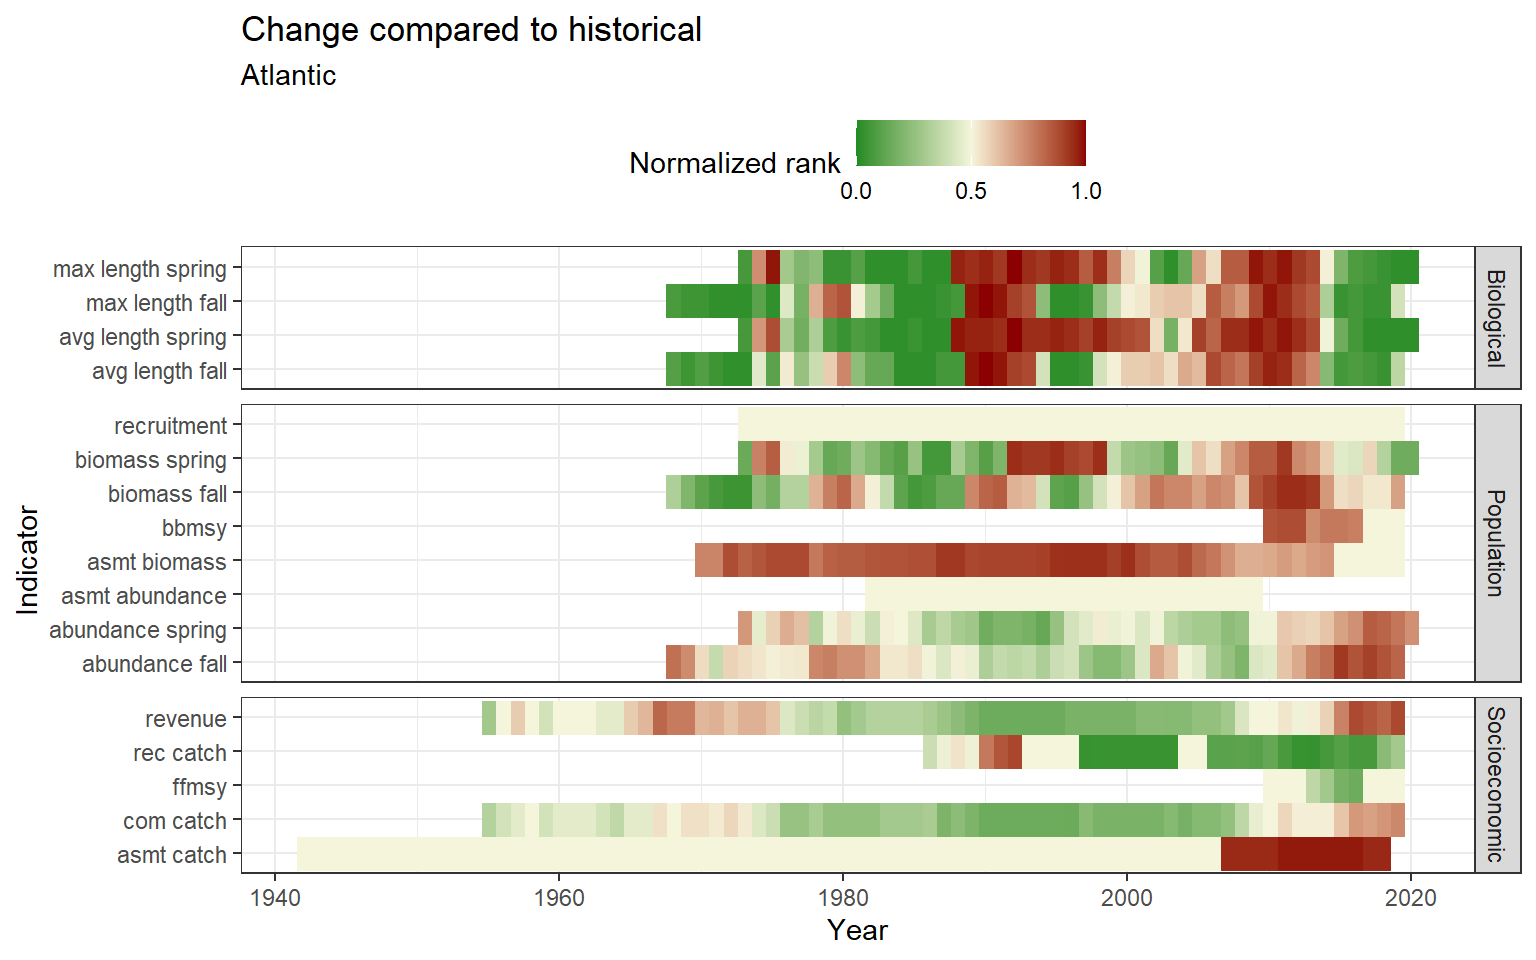 Change compared to historical
Atlantic
Normalized rank
0.0 0.5 1.0
Indicator
max length spring
max length fall
avg length spring
avg length fall
Biological
recruitment
biomass spring
biomass fall
bbmsy
asmt biomass
asmt abundance
abundance spring
abundance fall
Population
revenue
rec catch
ffmsy
com catch
asmt catch
Socioeconomic
1940 1960 1980 2000 2020
Year